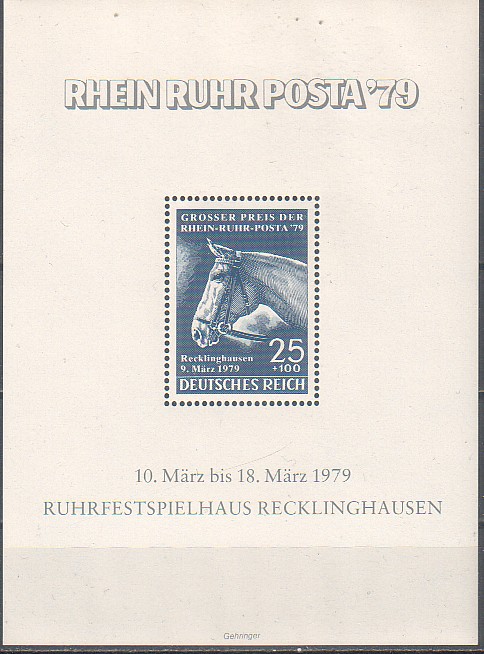 RHEIN RUHR POSTA '79
GROSSER PREIS DER
RHEIN-RUHR-POSTA '79
Recklinghausen
9. März 1979
25
+100
DEUTSCHES REICH
10. März bis 18. März 1979
RUHRFESTSPIELHAUS RECKLINGHAUSEN
Gehringer